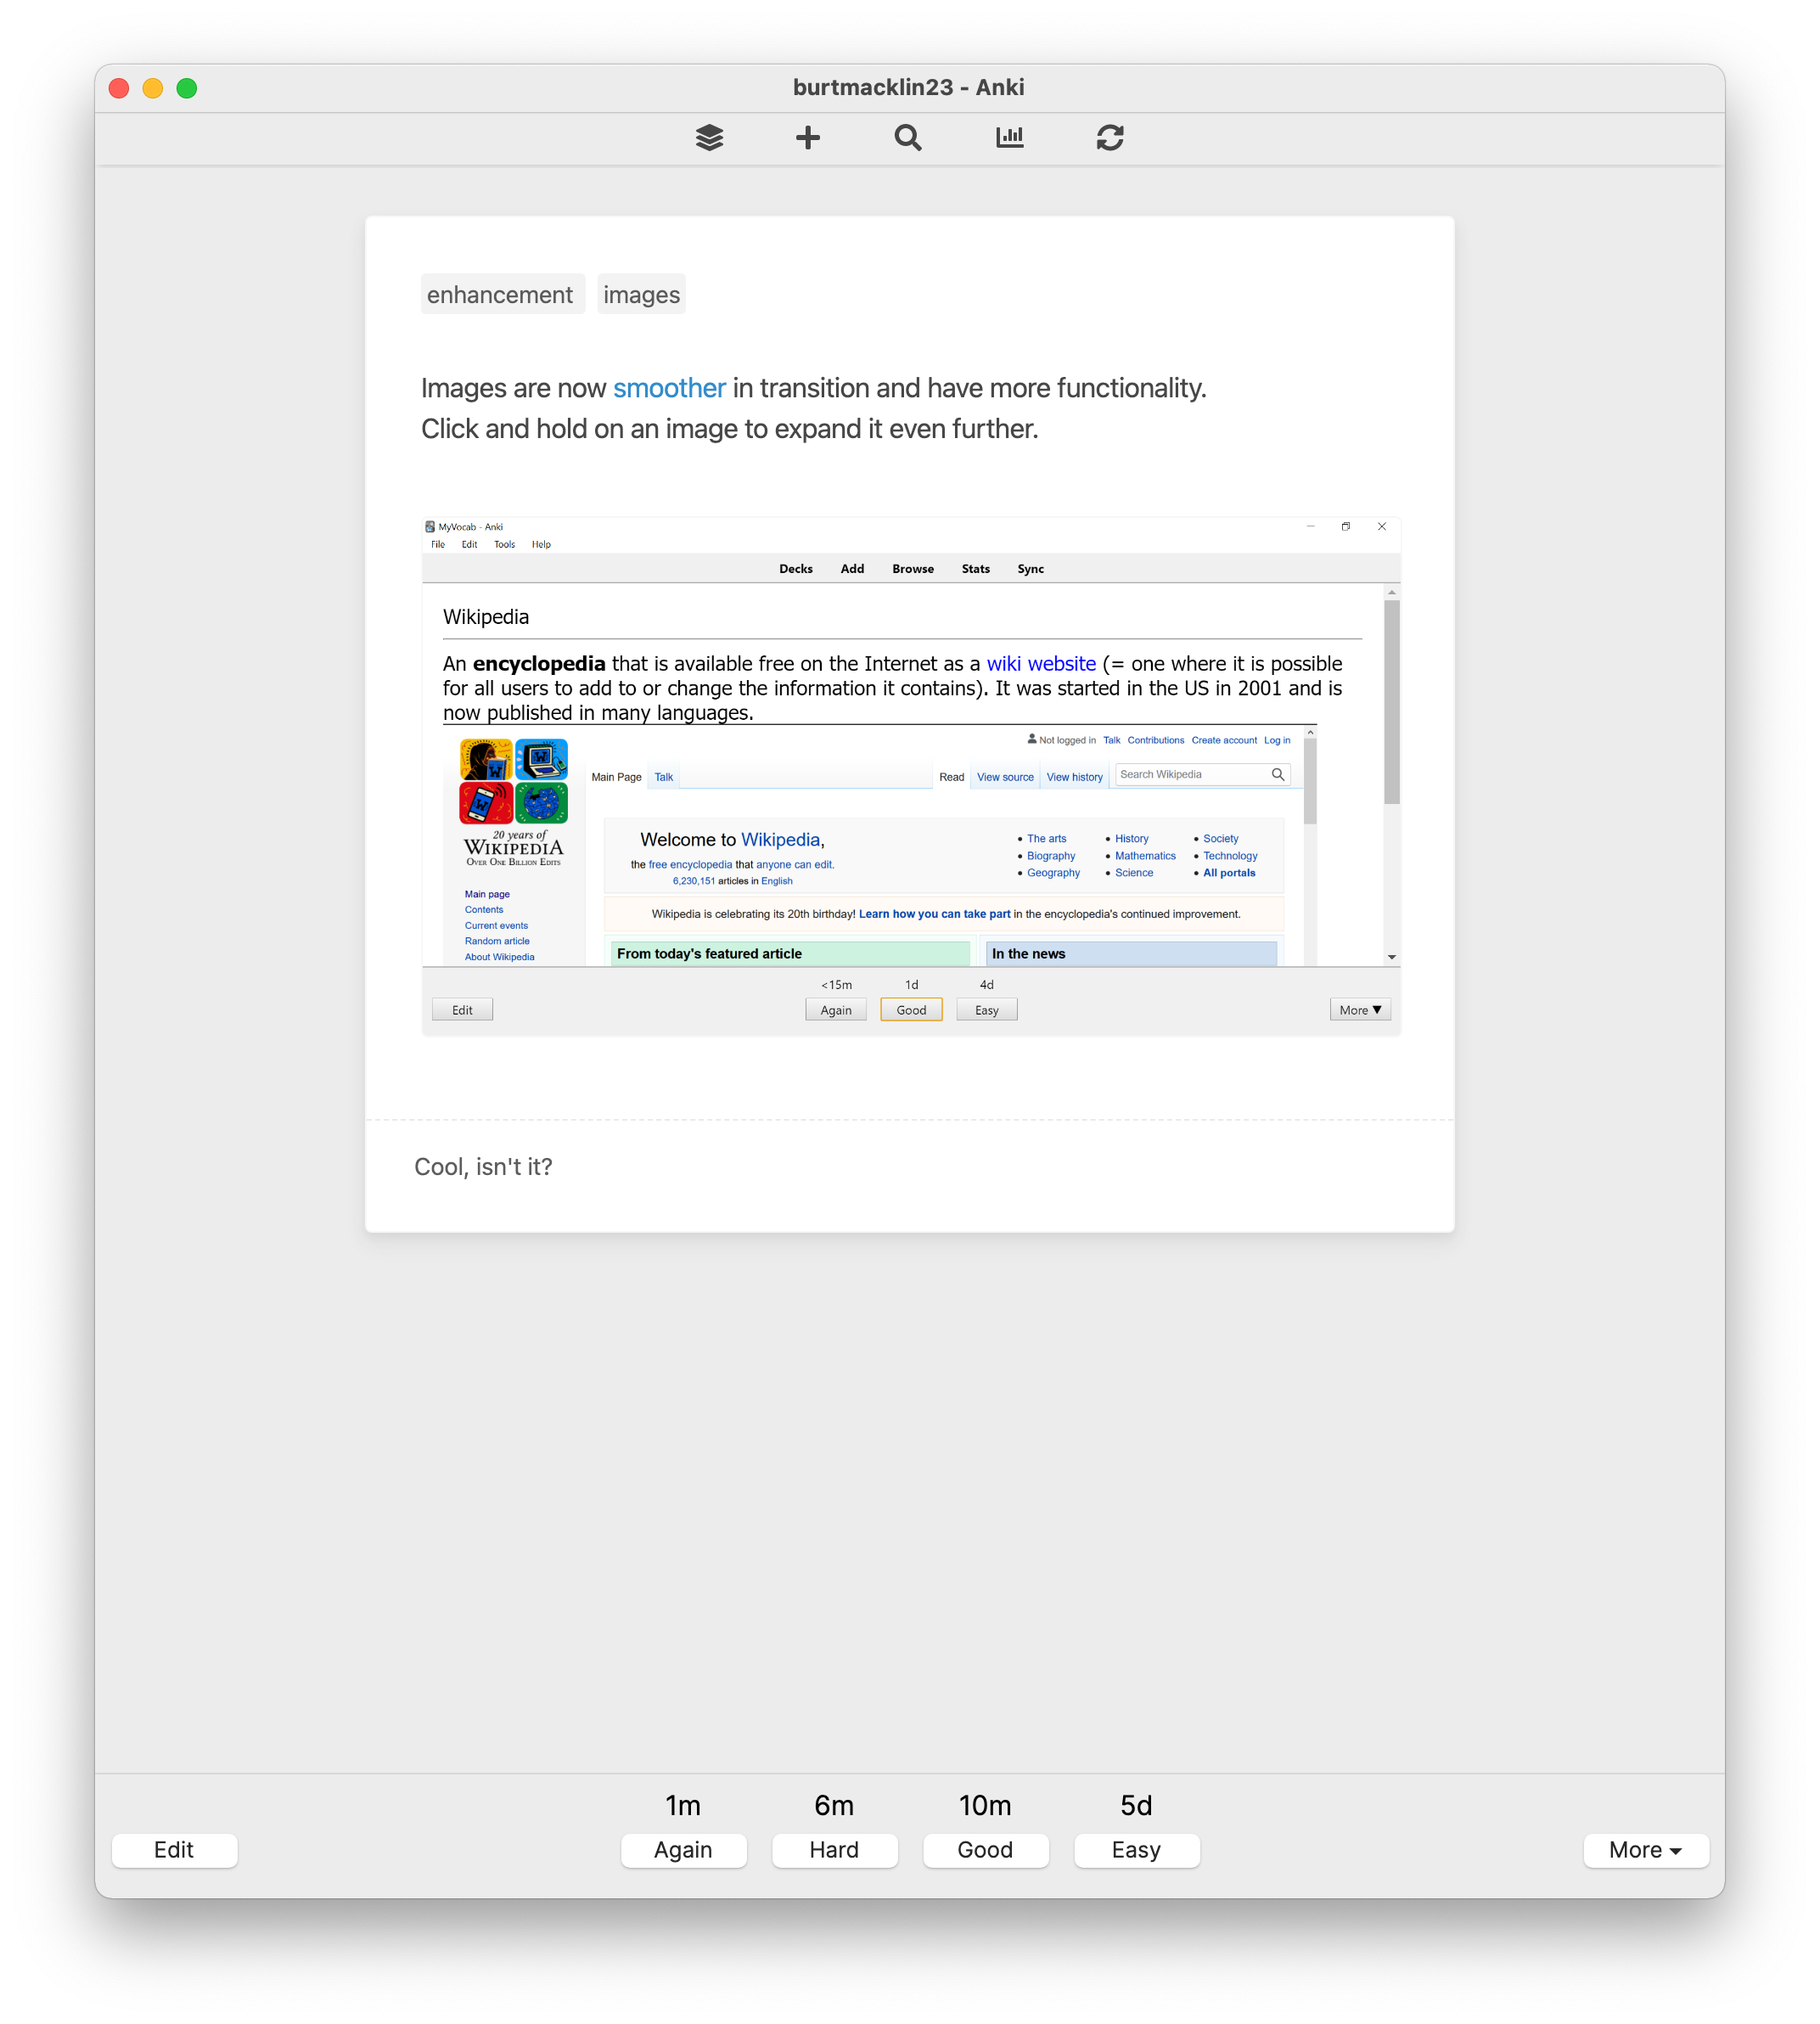 burtmacklin23 - Anki
enhancement images
Images are now smoother in transition and have more functionality.
Click and hold on an image to expand it even further.
MyVocab - Anki
File Edit Tools Help
Decks Add Browse Stats Sync
Wikipedia
An encyclopedia that is available free on the Internet as a wiki website (= one where it is possible
for all users to add to or change the information it contains). It was started in the US in 2001 and is
now published in many languages.
Not logged in Talk Contributions Create account Log in
Main Page Talk Read View source View history Search Wikipedia
20 years of
WIKIPEDIA
OVER ONE BILLION EDITS
Main page
Contents
Current events
Random article
About Wikipedia
Welcome to Wikipedia,
the free encyclopedia that anyone can edit.
6,230,151 articles in English
• The arts • History • Society
• Biography • Mathematics • Technology
• Geography • Science • All portals
Wikipedia is celebrating its 20th birthday! Learn how you can take part in the encyclopedia's continued improvement.
From today's featured article In the news
<15m 1d 4d
Edit Again Good Easy More ▼
Cool, isn't it?
1m 6m 10m 5d
Edit Again Hard Good Easy More